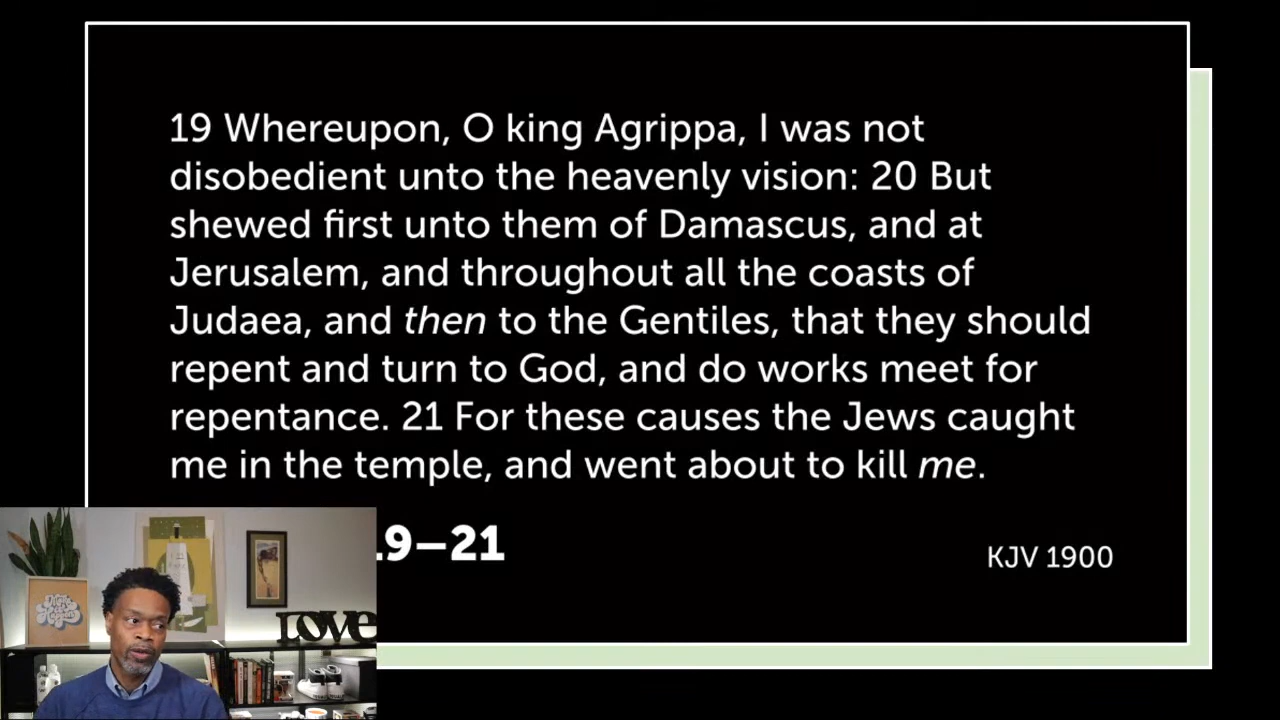 19 Whereupon, O king Agrippa, I was not
disobedient unto the heavenly vision: 20 But
shewed first unto them of Damascus, and at
Jerusalem, and throughout all the coasts of
Judaea, and then to the Gentiles, that they should
repent and turn to God, and do works meet for
repentance. 21 For these causes the Jews caught
me in the temple, and went about to kill me.
19–21
KJV 1900
love